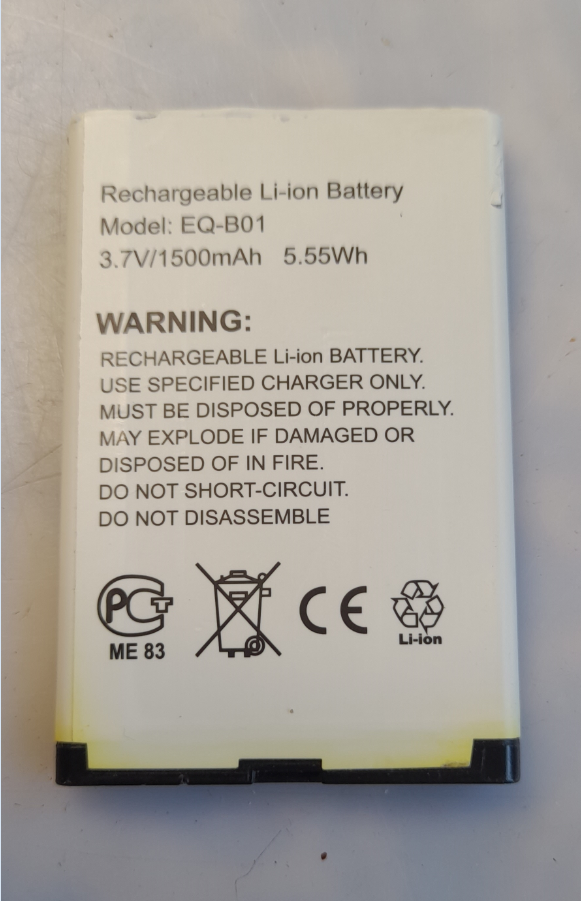 Rechargeable Li-ion Battery
Model: EQ-B01
3.7V/1500mAh 5.55Wh
WARNING:
RECHARGEABLE Li-ion BATTERY.
USE SPECIFIED CHARGER ONLY.
MUST BE DISPOSED OF PROPERLY.
MAY EXPLODE IF DAMAGED OR
DISPOSED OF IN FIRE.
DO NOT SHORT-CIRCUIT.
DO NOT DISASSEMBLE
PCT
ME 83
CE
Li-ion